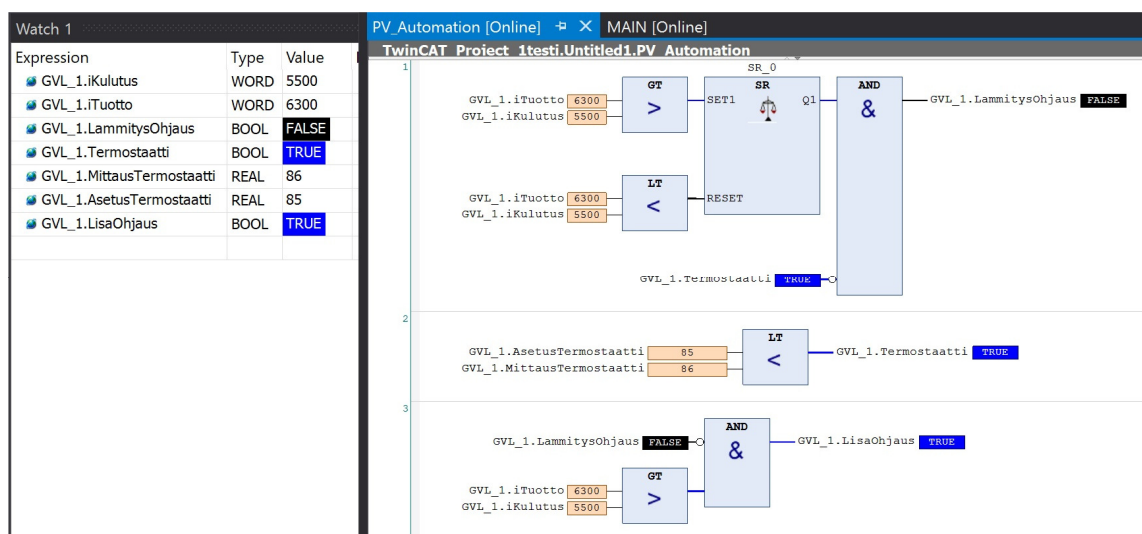 Watch 1
Expression Type Value
GVL_1.iKulutus WORD 5500
GVL_1.iTuotto WORD 6300
GVL_1.LammitysOhjaus BOOL FALSE
GVL_1.Termostaatti BOOL TRUE
GVL_1.MittausTermostaatti REAL 86
GVL_1.AsetusTermostaatti REAL 85
GVL_1.LisaOhjaus BOOL TRUE
PV_Automation [Online] MAIN [Online]
TwinCAT_Project_1testi.Untitled1.PV_Automation
1
SR_0
GT SR AND
GVL_1.iTuotto 6300 > SET1 Q1 & GVL_1.LammitysOhjaus FALSE
GVL_1.iKulutus 5500
LT
GVL_1.iTuotto 6300 < RESET
GVL_1.iKulutus 5500
GVL_1.Termostaatti TRUE
2
LT
GVL_1.AsetusTermostaatti 85 < GVL_1.Termostaatti TRUE
GVL_1.MittausTermostaatti 86
3
AND
GVL_1.LammitysOhjaus FALSE & GVL_1.LisaOhjaus TRUE
GT
GVL_1.iTuotto 6300 >
GVL_1.iKulutus 5500